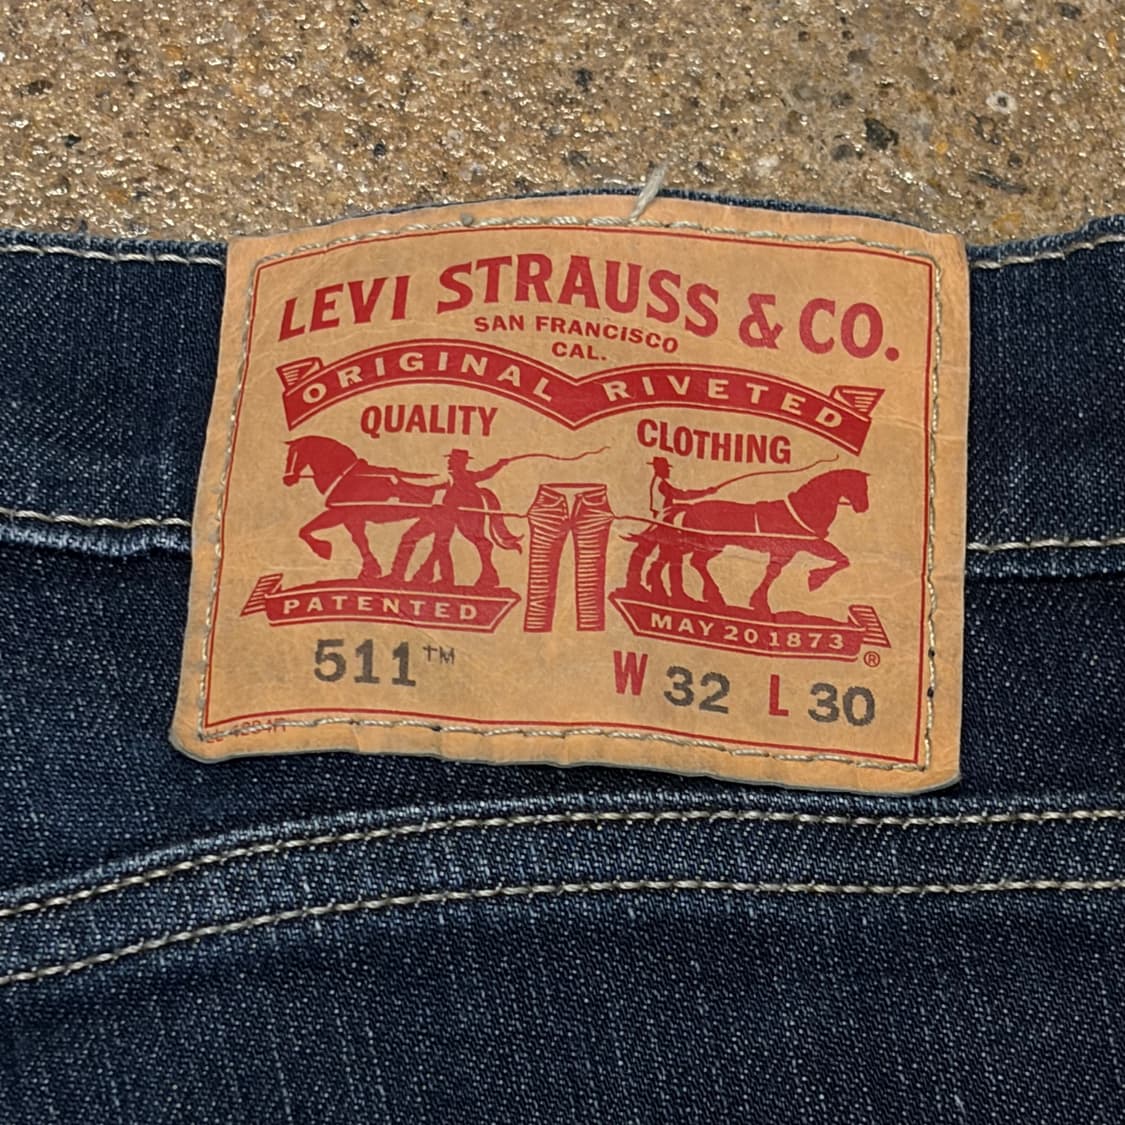 LEVI STRAUSS & CO.
SAN FRANCISCO
CAL.
ORIGINAL RIVETED
QUALITY CLOTHING
PATENTED MAY 20 1873 ®
511™ W 32 L 30